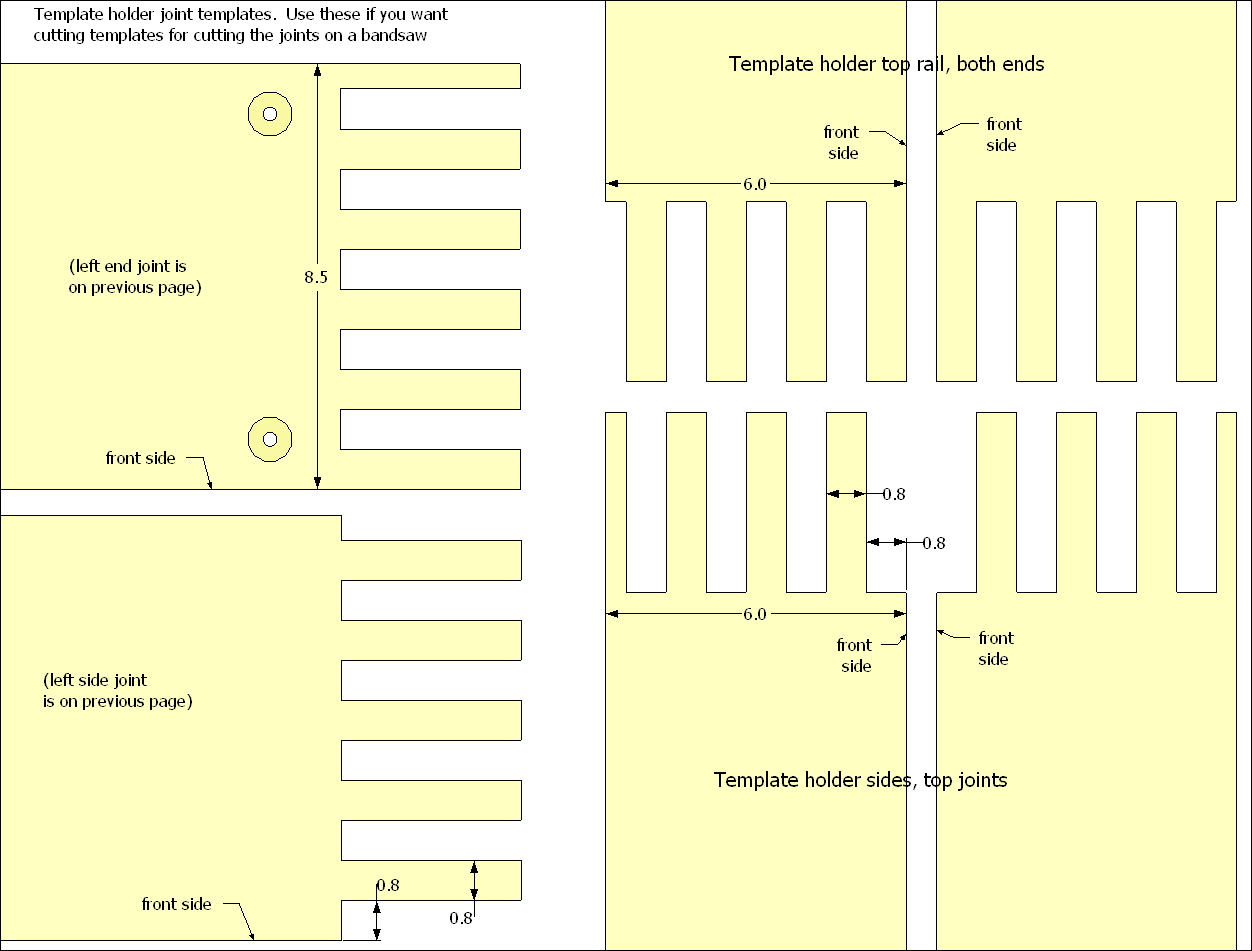 Template holder joint templates.  Use these if you want
cutting templates for cutting the joints on a bandsaw
(left end joint is
on previous page)
8.5
front side
(left side joint
is on previous page)
0.8
0.8
front side
Template holder top rail, both ends
front
side
front
side
6.0
0.8
0.8
6.0
front
side
front
side
Template holder sides, top joints